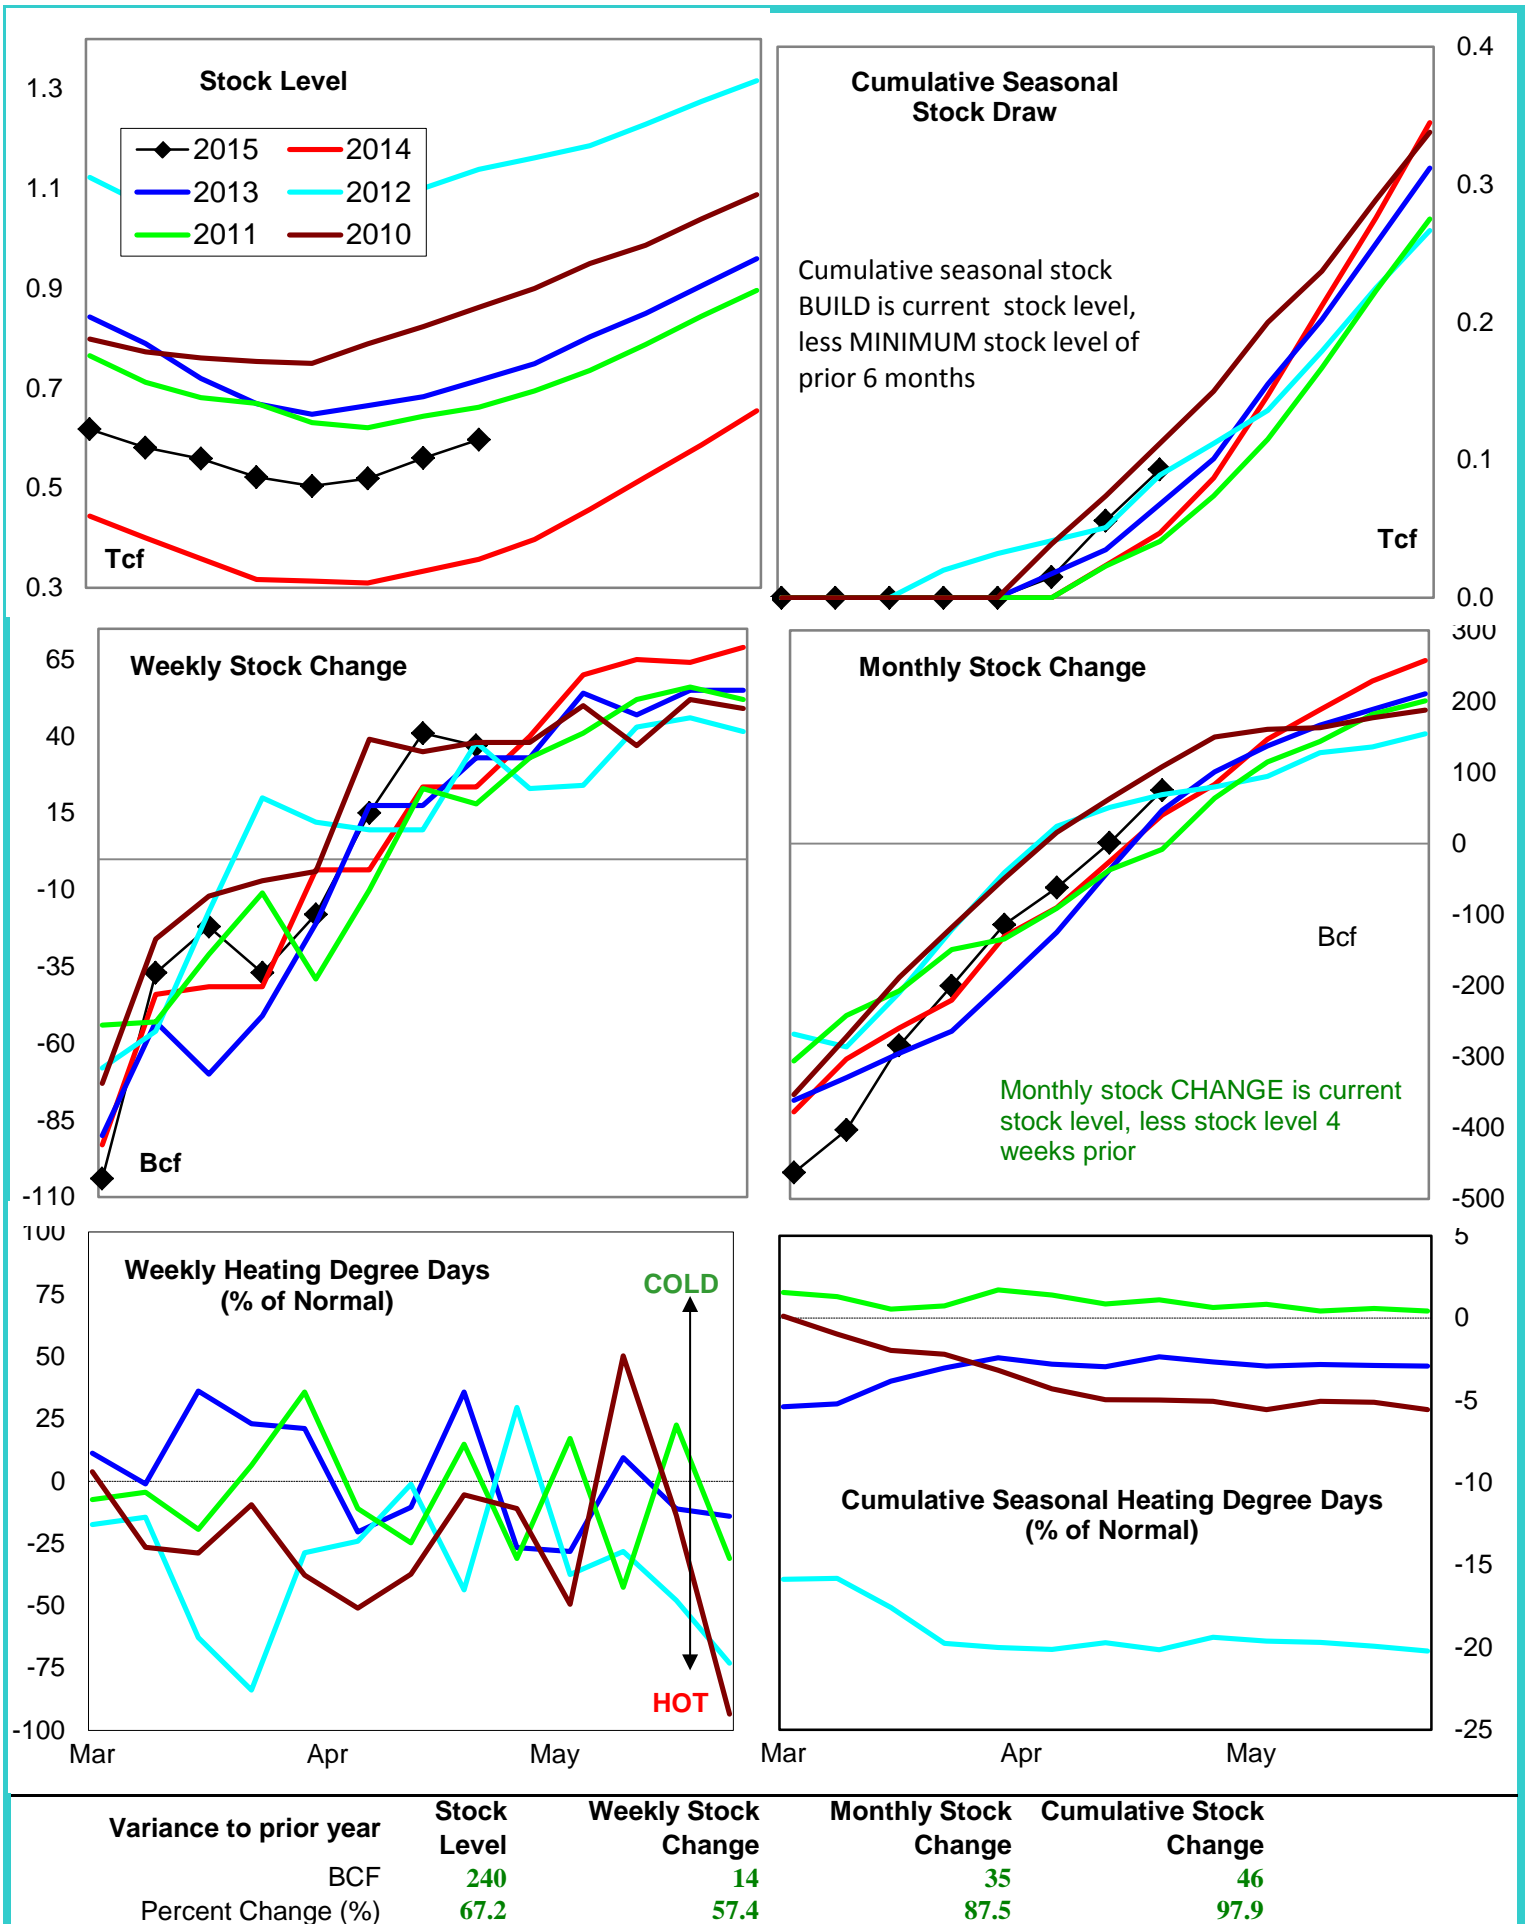 Stock Level
1.3
1.1
0.9
0.7
0.5
0.3
2015
2014
2013
2012
2011
2010
Tcf
Cumulative Seasonal
Stock Draw
0.4
0.3
0.2
0.1
0.0
Cumulative seasonal stock
BUILD is current stock level,
less MINIMUM stock level of
prior 6 months
Tcf
Weekly Stock Change
65
40
15
-10
-35
-60
-85
-110
Bcf
Monthly Stock Change
300
200
100
0
-100
-200
-300
-400
-500
Bcf
Monthly stock CHANGE is current
stock level, less stock level 4
weeks prior
Weekly Heating Degree Days
(% of Normal)
100
75
50
25
0
-25
-50
-75
-100
COLD
HOT
Mar Apr May
5
0
-5
-10
-15
-20
-25
Cumulative Seasonal Heating Degree Days
(% of Normal)
Mar Apr May
Variance to prior year
Stock
Level
Weekly Stock
Change
Monthly Stock
Change
Cumulative Stock
Change
BCF 240 14 35 46
Percent Change (%) 67.2 57.4 87.5 97.9